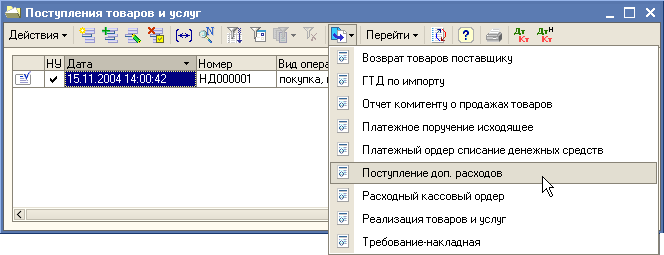 Поступления товаров и услуг
Действия Перейти ? Дт Кт Дт Н Кт
НУ Дата Номер Вид опера
15.11.2004 14:00:42 НД000001 покупка,
Возврат товаров поставщику
ГТД по импорту
Отчет комитенту о продажах товаров
Платежное поручение исходящее
Платежный ордер списание денежных средств
Поступление доп. расходов
Расходный кассовый ордер
Реализация товаров и услуг
Требование-накладная